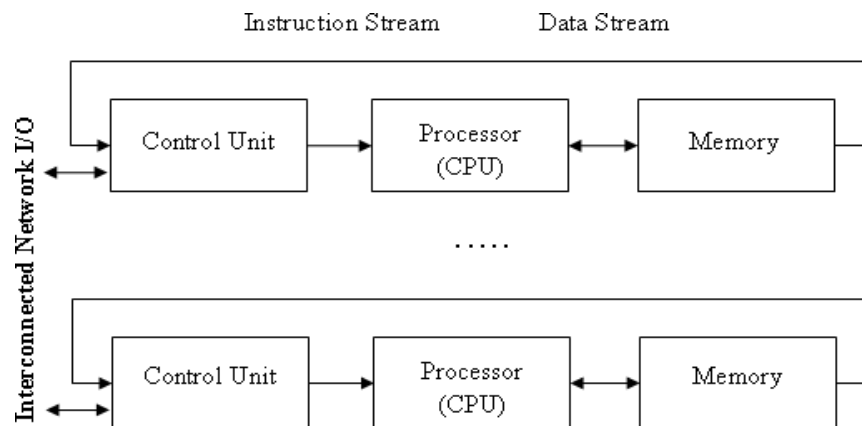 Instruction Stream Data Stream
Interconnected Network I/O
Control Unit
Processor
(CPU)
Memory
.....
Control Unit
Processor
(CPU)
Memory